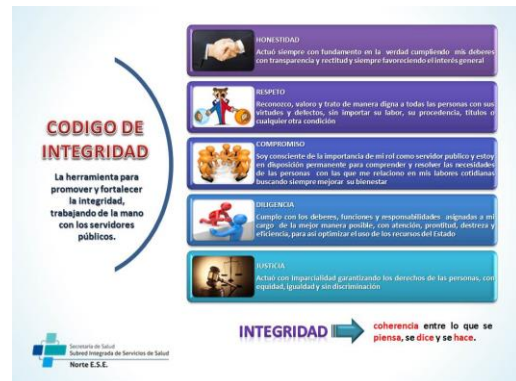 CODIGO DE
INTEGRIDAD
La herramienta para
promover y fortalecer
la integridad,
trabajando de la mano
con los servidores
públicos.
HONESTIDAD
Actuó siempre con fundamento en la verdad cumpliendo mis deberes
con transparencia y rectitud y siempre favoreciendo el interés general
RESPETO
Reconozco, valoro y trato de manera digna a todas las personas con sus
virtudes y defectos, sin importar su labor, su procedencia, títulos o
cualquier otra condición
COMPROMISO
Soy consciente de la importancia de mi rol como servidor publico y estoy
en disposición permanente para comprender y resolver las necesidades
de las personas con las que me relaciono en mis labores cotidianas
buscando siempre mejorar su bienestar
DILIGENCIA
Cumplo con los deberes, funciones y responsabilidades asignadas a mi
cargo de la mejor manera posible, con atención, prontitud, destreza y
eficiencia, para así optimizar el uso de los recursos del Estado
JUSTICIA
Actuó con imparcialidad garantizando los derechos de las personas, con
equidad, igualdad y sin discriminación
INTEGRIDAD
coherencia entre lo que se
piensa, se dice y se hace.
Secretaría de Salud
Subred Integrada de Servicios de Salud
Norte E.S.E.